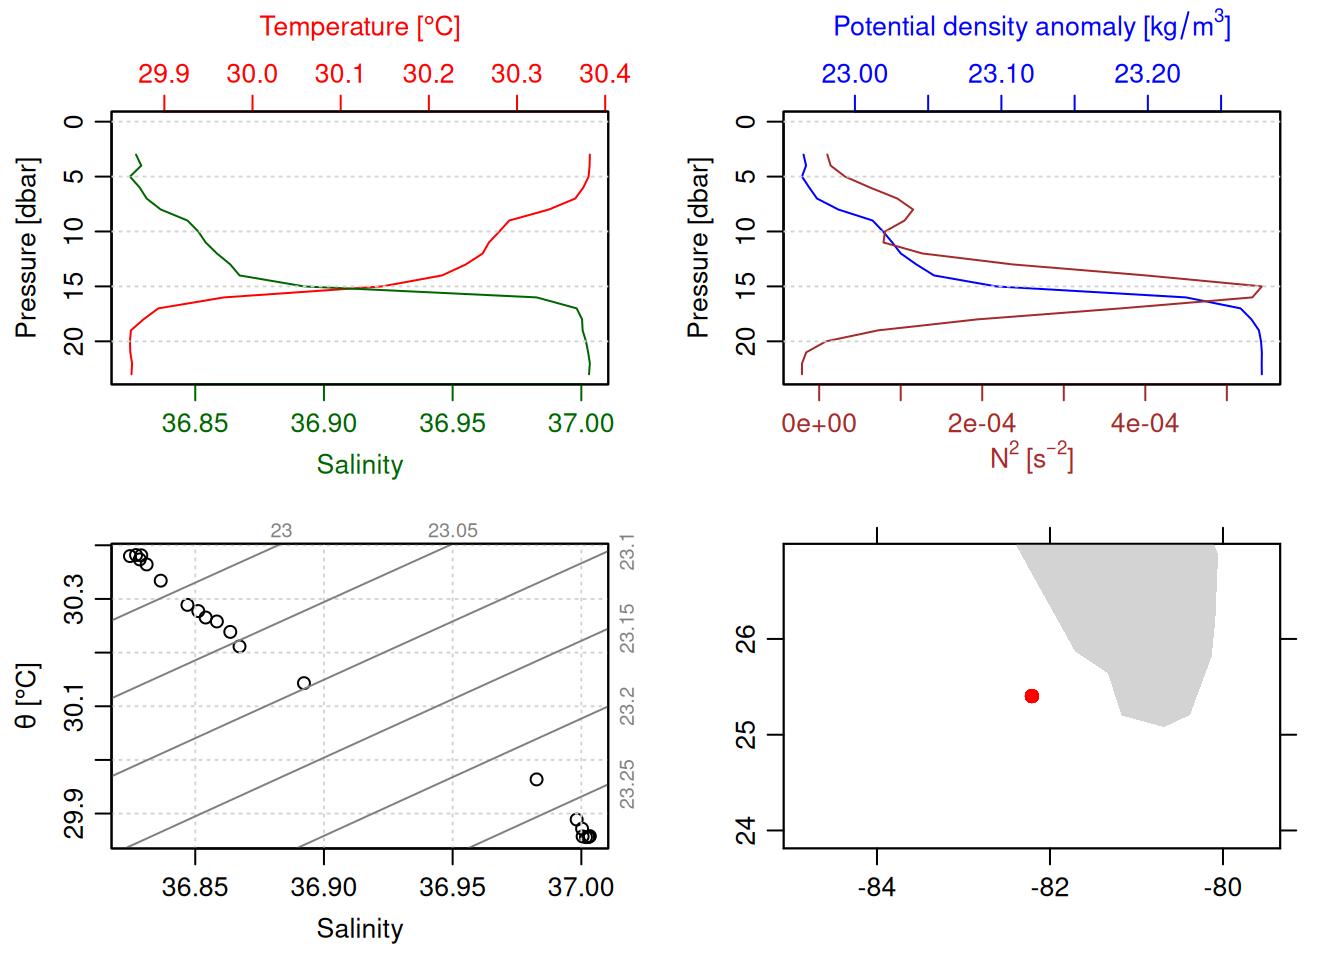 Temperature [°C]
29.9 30.0 30.1 30.2 30.3 30.4
Pressure [dbar]
0
5
10
15
20
36.85 36.90 36.95 37.00
Salinity
Potential density anomaly [kg/m³]
23.00 23.10 23.20
Pressure [dbar]
0
5
10
15
20
0e+00 2e-04 4e-04
N² [s⁻²]
23 23.05
23.1
23.15
23.2
23.25
θ [°C]
30.3
30.1
29.9
36.85 36.90 36.95 37.00
Salinity
26
25
24
-84 -82 -80